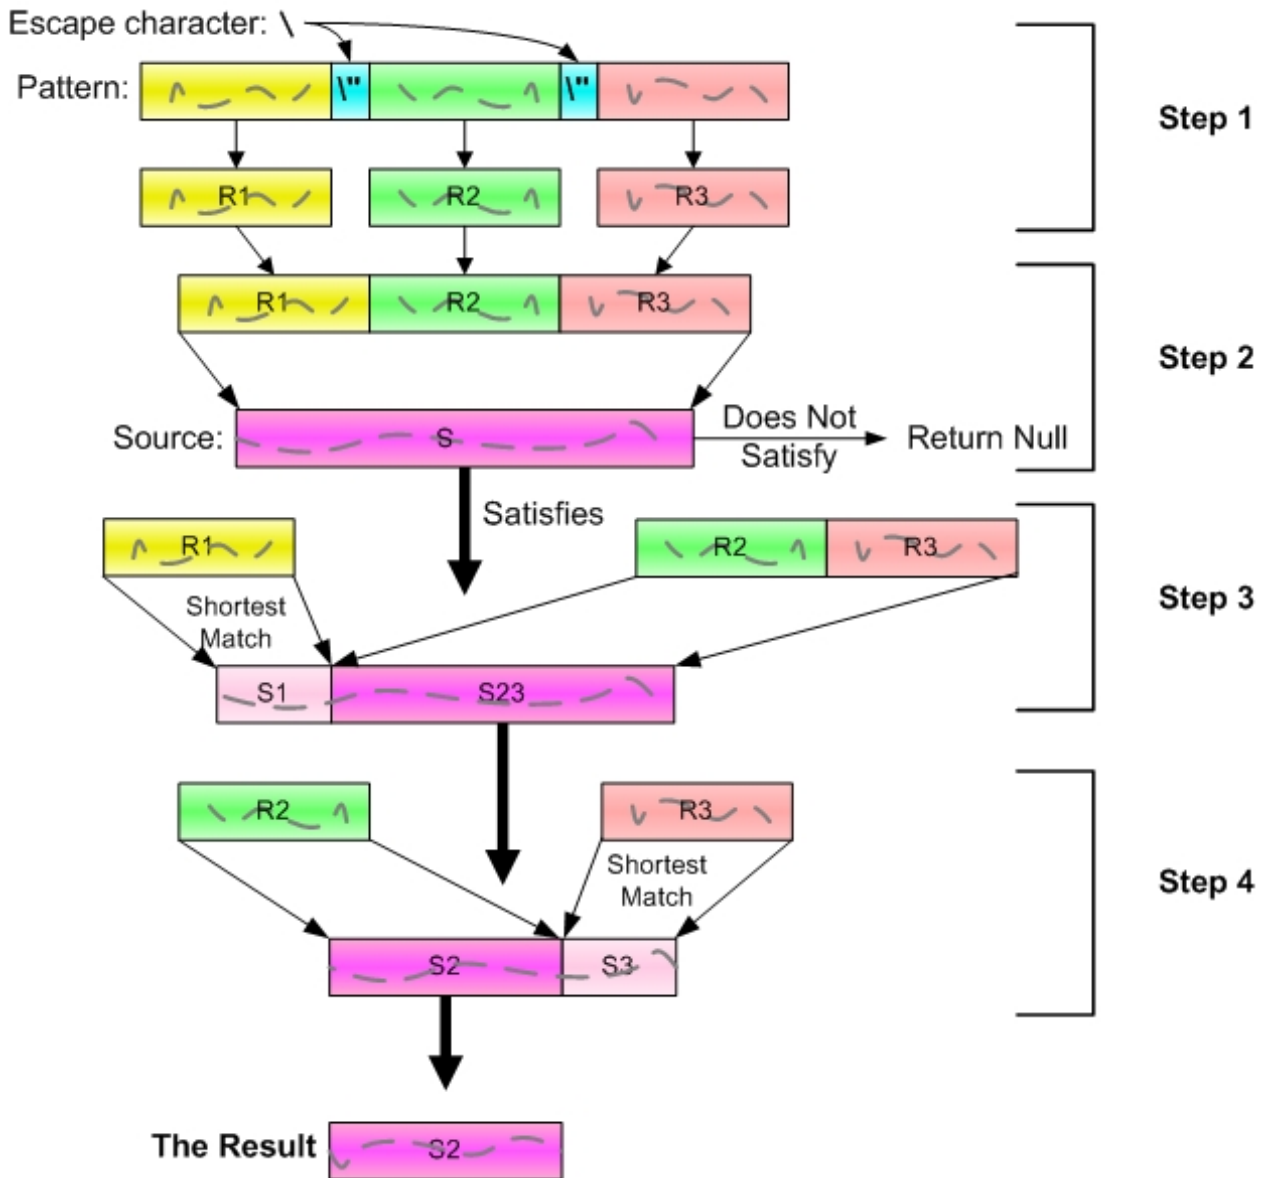 Escape character: \
Pattern: \" \"
Step 1
R1 R2 R3
R1 R2 R3
Step 2
Source: S
Does Not
Satisfy
Return Null
Satisfies
R1 R2 R3
Shortest
Match
Step 3
S1 S23
R2 R3
Shortest
Match
Step 4
S2 S3
The Result S2